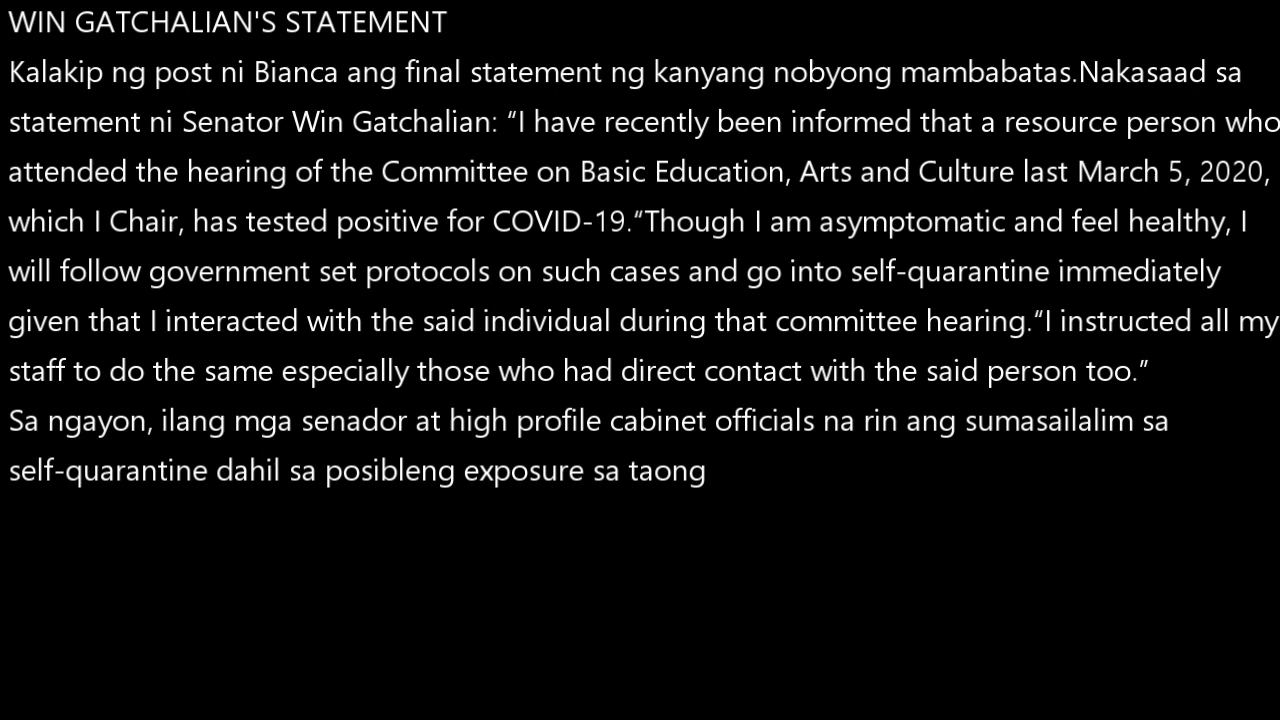 WIN GATCHALIAN'S STATEMENT
Kalakip ng post ni Bianca ang final statement ng kanyang nobyong mambabatas.Nakasaad sa
statement ni Senator Win Gatchalian: “I have recently been informed that a resource person who
attended the hearing of the Committee on Basic Education, Arts and Culture last March 5, 2020,
which I Chair, has tested positive for COVID-19.“Though I am asymptomatic and feel healthy, I
will follow government set protocols on such cases and go into self-quarantine immediately
given that I interacted with the said individual during that committee hearing.“I instructed all my
staff to do the same especially those who had direct contact with the said person too.”
Sa ngayon, ilang mga senador at high profile cabinet officials na rin ang sumasailalim sa
self-quarantine dahil sa posibleng exposure sa taong